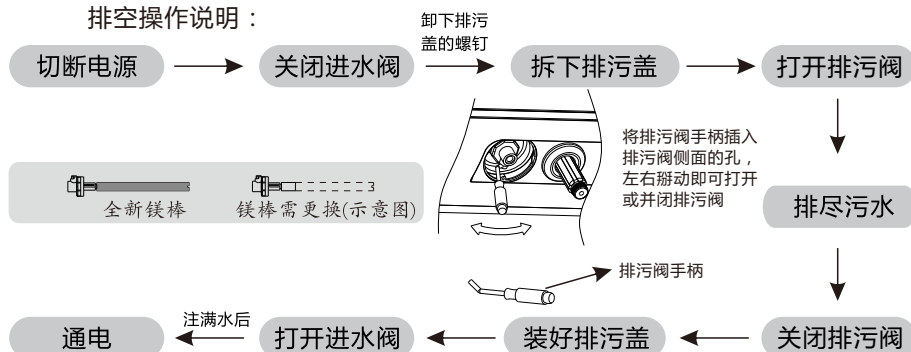 排空操作说明：
卸下排污
盖的螺钉
切断电源
关闭进水阀
拆下排污盖
打开排污阀
将排污阀手柄插入
排污阀侧面的孔，
左右掰动即可打开
或并闭排污阀
全新镁棒
镁棒需更换(示意图)
排尽污水
排污阀手柄
注满水后
通电
打开进水阀
装好排污盖
关闭排污阀